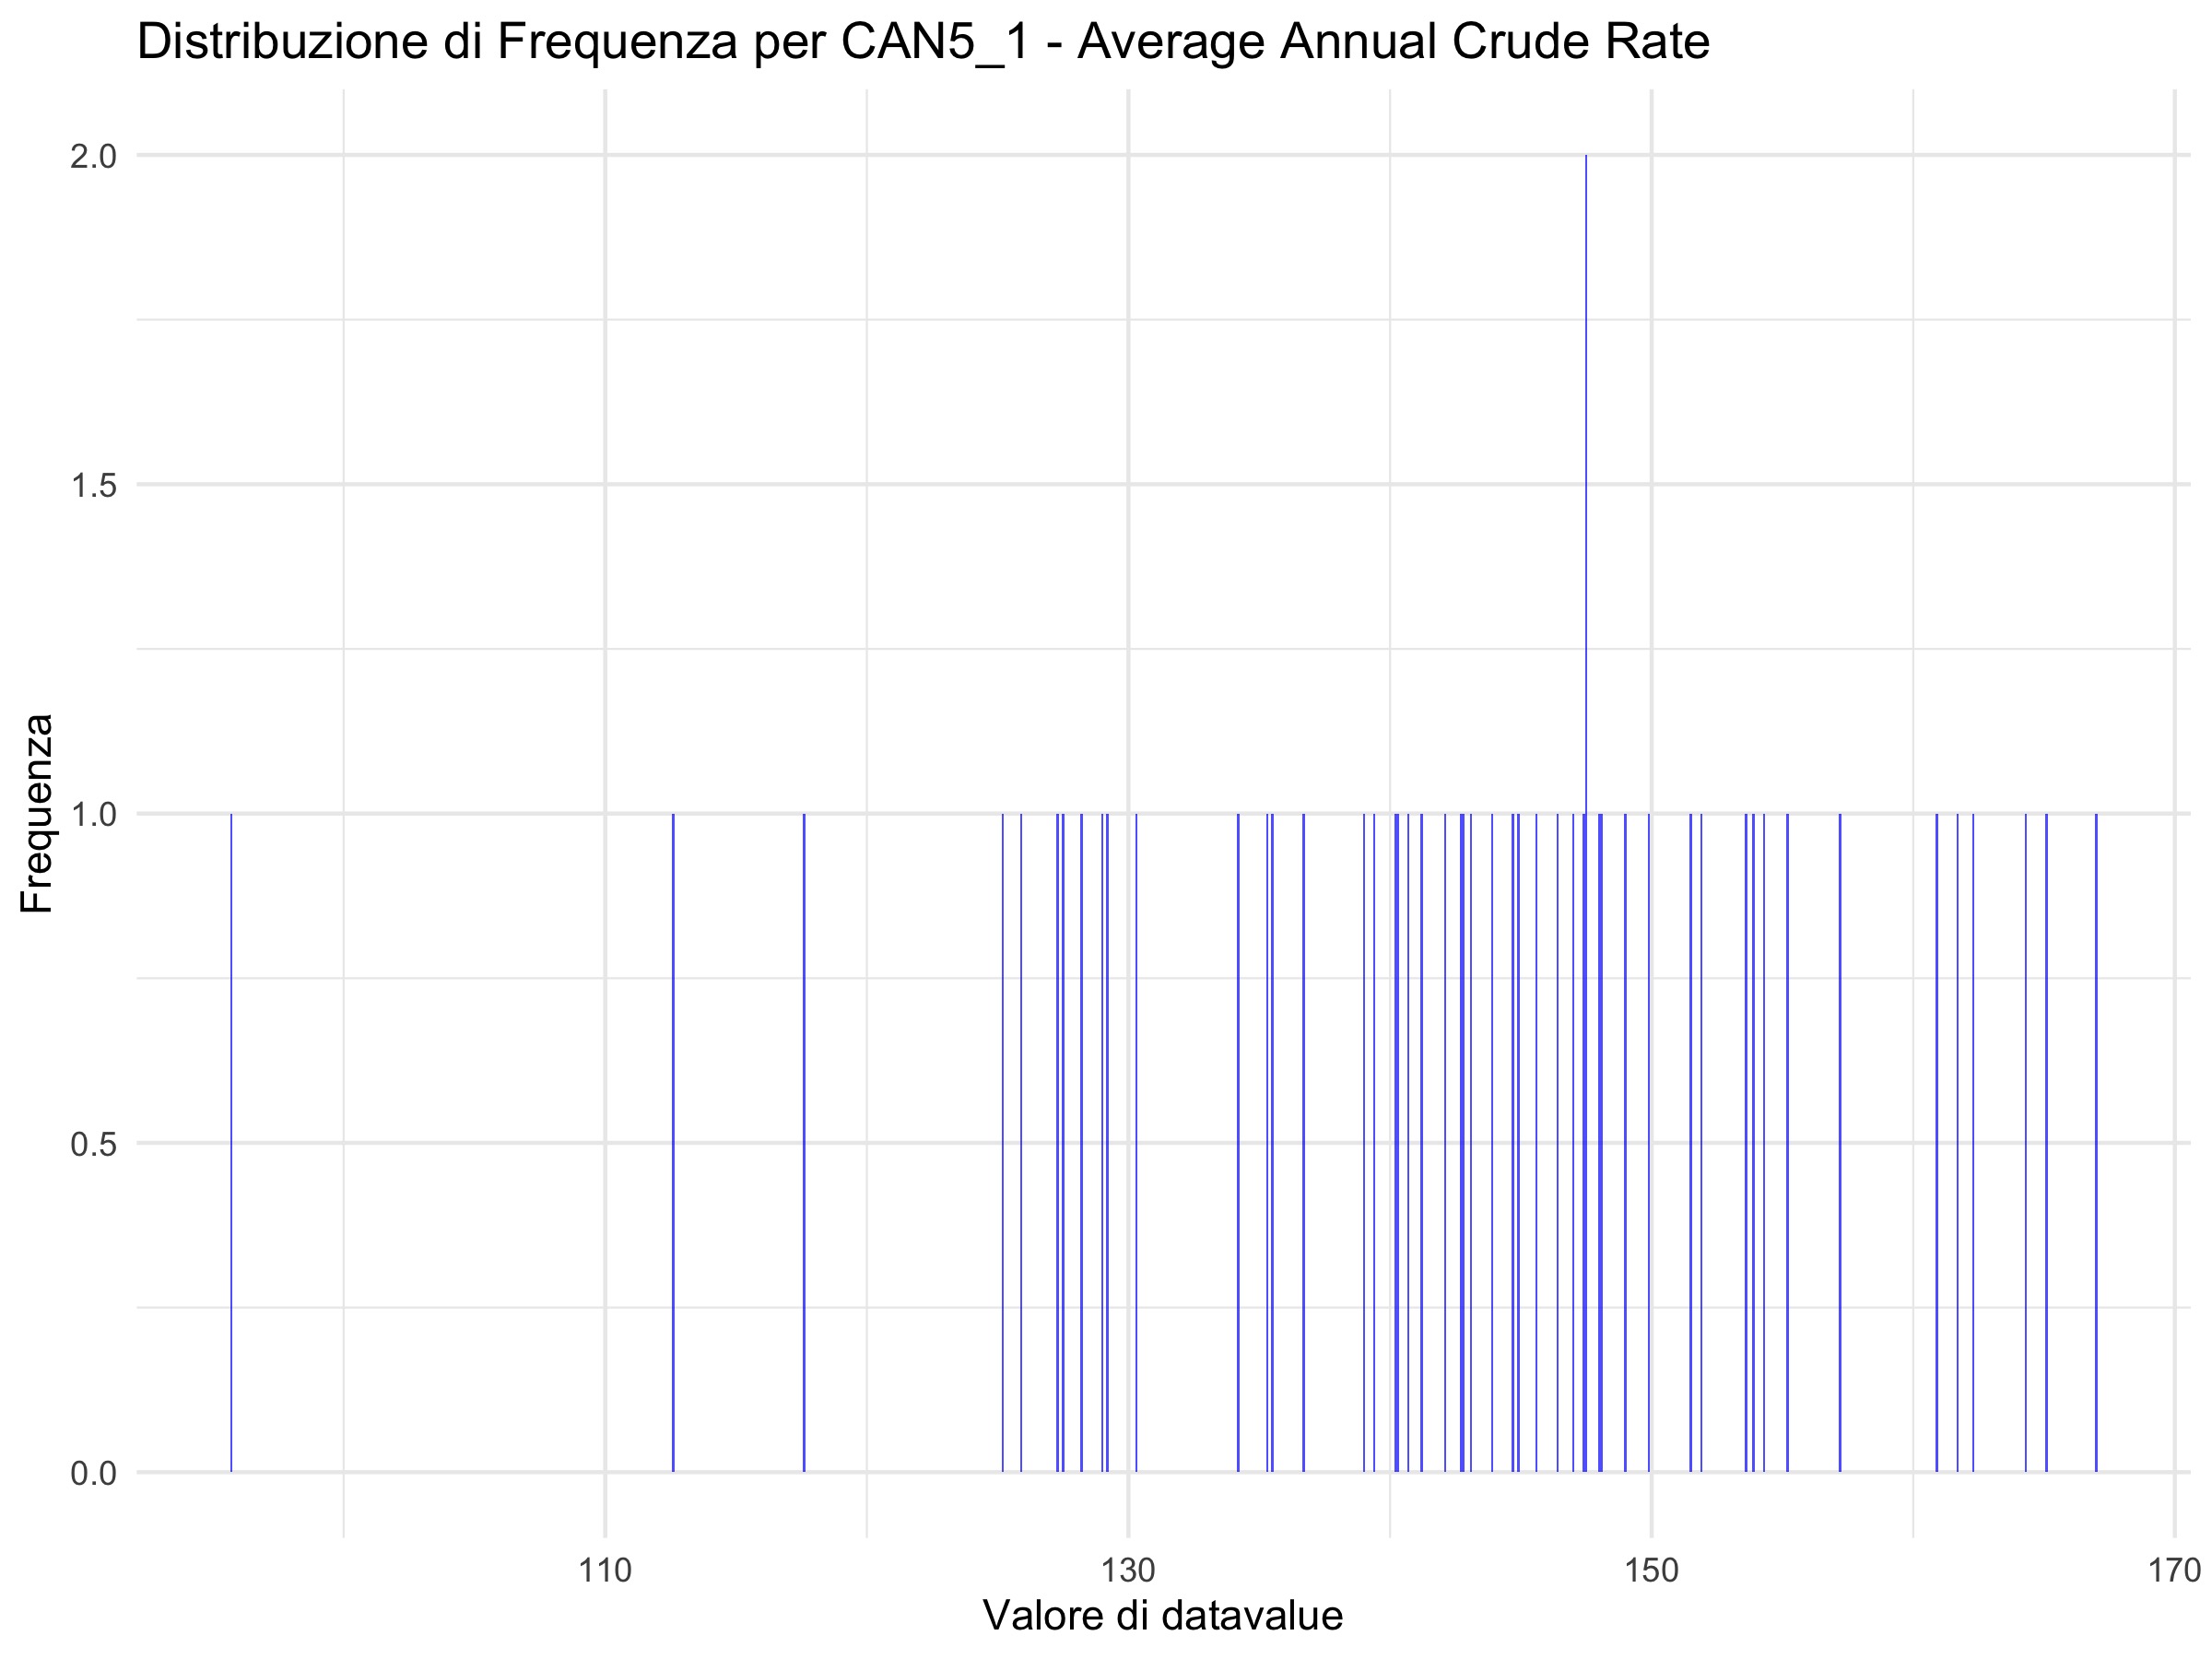 Distribuzione di Frequenza per CAN5_1 - Average Annual Crude Rate
2.0
1.5
1.0
0.5
0.0
Frequenza
110 130 150 170
Valore di datavalue